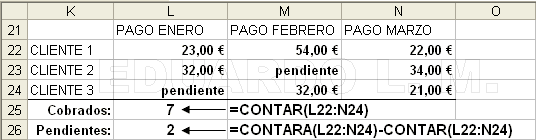 K L M N O
21 PAGO ENERO PAGO FEBRERO PAGO MARZO
22 CLIENTE 1 23,00 € 54,00 € 22,00 €
23 CLIENTE 2 32,00 € pendiente 34,00 €
24 CLIENTE 3 pendiente 32,00 € 21,00 €
25 Cobrados: 7 =CONTAR(L22:N24)
26 Pendientes: 2 =CONTARA(L22:N24)-CONTAR(L22:N24)